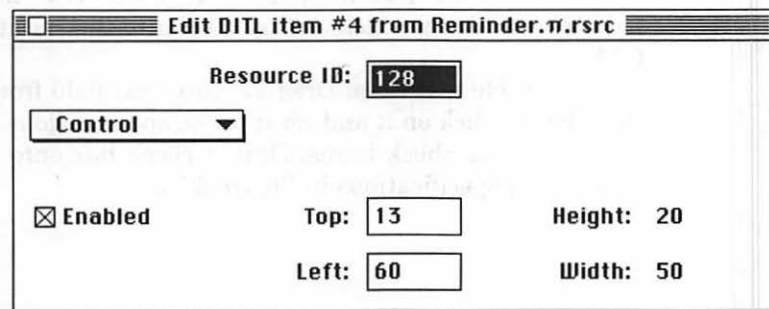 Edit DITL item #4 from Reminder.π.rsrc
Resource ID: 128
Control
Enabled Top: 13 Height: 20
Left: 60 Width: 50